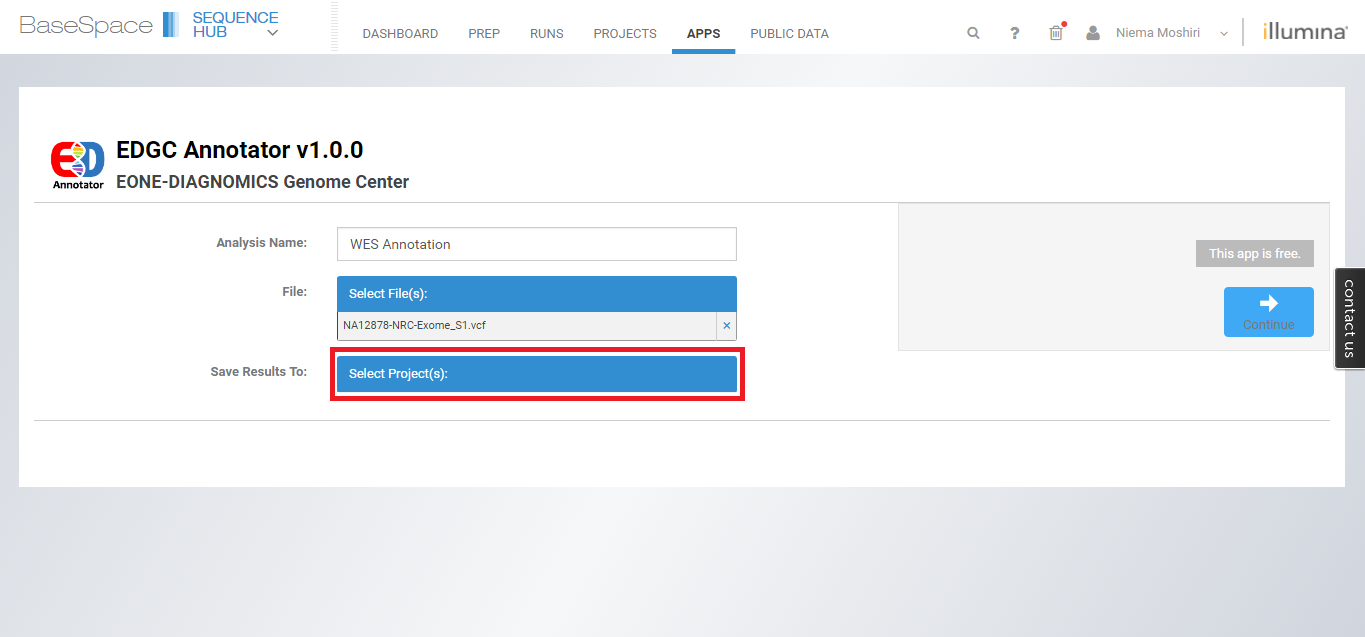 BaseSpace
SEQUENCE
HUB
DASHBOARD PREP RUNS PROJECTS APPS PUBLIC DATA
? Niema Moshiri
illumina®
EDGC Annotator v1.0.0
ED
Annotator
EONE-DIAGNOMICS Genome Center
Analysis Name: WES Annotation
This app is free.
File: Select File(s):
NA12878-NRC-Exome_S1.vcf ×
Continue
contact us
Save Results To: Select Project(s):